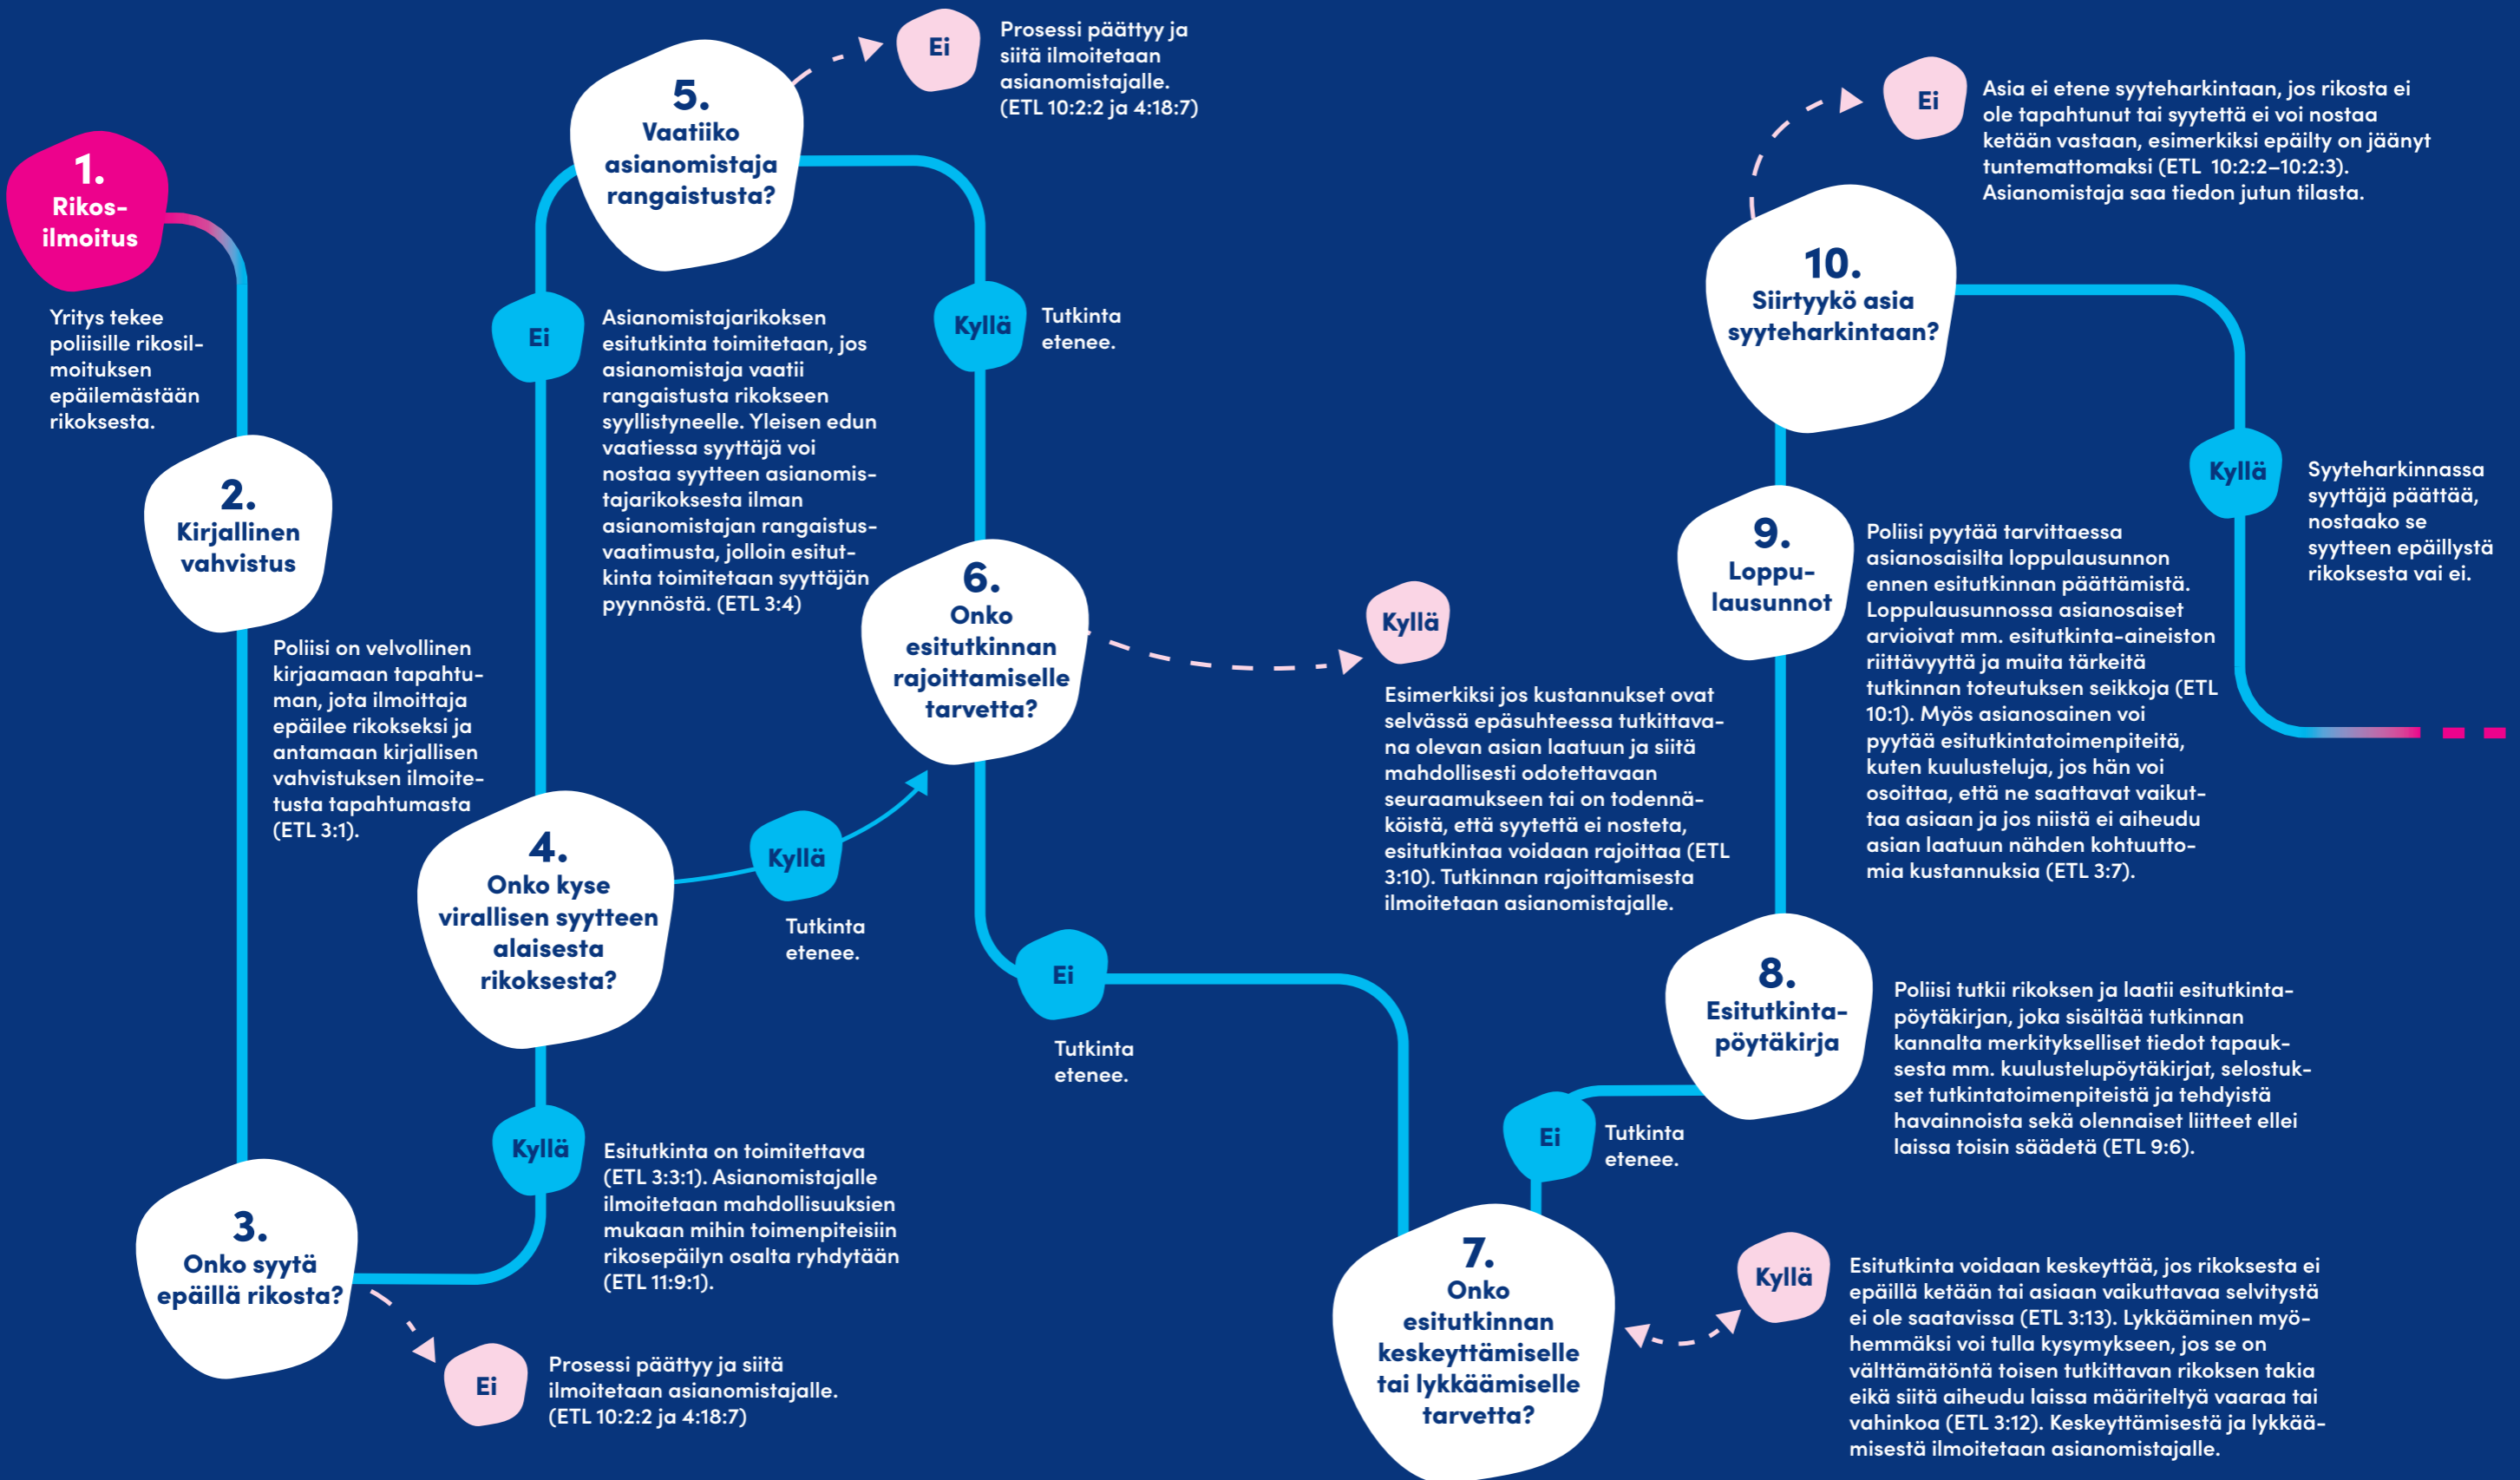 1.
Rikos-
ilmoitus
Yritys tekee
poliisille rikosil-
moituksen
epäilemästään
rikoksesta.
2.
Kirjallinen
vahvistus
Poliisi on velvollinen
kirjaamaan tapahtu-
man, jota ilmoittaja
epäilee rikokseksi ja
antamaan kirjallisen
vahvistuksen ilmoite-
tusta tapahtumasta
(ETL 3:1).
3.
Onko syytä
epäillä rikosta?
Ei
Prosessi päättyy ja siitä
ilmoitetaan asianomistajalle.
(ETL 10:2:2 ja 4:18:7)
Kyllä
Esitutkinta on toimitettava
(ETL 3:3:1). Asianomistajalle
ilmoitetaan mahdollisuuksien
mukaan mihin toimenpiteisiin
rikosepäilyn osalta ryhdytään
(ETL 11:9:1).
4.
Onko kyse
virallisen syytteen
alaisesta
rikoksesta?
Kyllä
Tutkinta
etenee.
Ei
Asianomistajarikoksen
esitutkinta toimitetaan, jos
asianomistaja vaatii
rangaistusta rikokseen
syyllistyneelle. Yleisen edun
vaatiessa syyttäjä voi
nostaa syytteen asianomis-
tajarikoksesta ilman
asianomistajan rangaistus-
vaatimusta, jolloin esitut-
kinta toimitetaan syyttäjän
pyynnöstä. (ETL 3:4)
5.
Vaatiiko
asianomistaja
rangaistusta?
Ei
Prosessi päättyy ja
siitä ilmoitetaan
asianomistajalle.
(ETL 10:2:2 ja 4:18:7)
Kyllä
Tutkinta
etenee.
6.
Onko
esitutkinnan
rajoittamiselle
tarvetta?
Kyllä
Esimerkiksi jos kustannukset ovat
selvässä epäsuhteessa tutkittava-
na olevan asian laatuun ja siitä
mahdollisesti odotettavaan
seuraamukseen tai on todennä-
köistä, että syytettä ei nosteta,
esitutkintaa voidaan rajoittaa (ETL
3:10). Tutkinnan rajoittamisesta
ilmoitetaan asianomistajalle.
Ei
Tutkinta
etenee.
7.
Onko
esitutkinnan
keskeyttämiselle
tai lykkäämiselle
tarvetta?
Kyllä
Esitutkinta voidaan keskeyttää, jos rikoksesta ei
epäillä ketään tai asiaan vaikuttavaa selvitystä
ei ole saatavissa (ETL 3:13). Lykkääminen myö-
hemmäksi voi tulla kysymykseen, jos se on
välttämätöntä toisen tutkittavan rikoksen takia
eikä siitä aiheudu laissa määriteltyä vaaraa tai
vahinkoa (ETL 3:12). Keskeyttämisestä ja lykkää-
misestä ilmoitetaan asianomistajalle.
Ei
Tutkinta
etenee.
8.
Esitutkinta-
pöytäkirja
Poliisi tutkii rikoksen ja laatii esitutkinta-
pöytäkirjan, joka sisältää tutkinnan
kannalta merkitykselliset tiedot tapauk-
sesta mm. kuulustelupöytäkirjat, selostuk-
set tutkintatoimenpiteistä ja tehdyistä
havainnoista sekä olennaiset liitteet ellei
laissa toisin säädetä (ETL 9:6).
9.
Loppu-
lausunnot
Poliisi pyytää tarvittaessa
asianosaisilta loppulausunnon
ennen esitutkinnan päättämistä.
Loppulausunnossa asianosaiset
arvioivat mm. esitutkinta-aineiston
riittävyyttä ja muita tärkeitä
tutkinnan toteutuksen seikkoja (ETL
10:1). Myös asianosainen voi
pyytää esitutkintatoimenpiteitä,
kuten kuulusteluja, jos hän voi
osoittaa, että ne saattavat vaikut-
taa asiaan ja jos niistä ei aiheudu
asian laatuun nähden kohtuutto-
mia kustannuksia (ETL 3:7).
10.
Siirtyykö asia
syyteharkintaan?
Ei
Asia ei etene syyteharkintaan, jos rikosta ei
ole tapahtunut tai syytettä ei voi nostaa
ketään vastaan, esimerkiksi epäilty on jäänyt
tuntemattomaksi (ETL 10:2:2–10:2:3).
Asianomistaja saa tiedon jutun tilasta.
Kyllä
Syyteharkinnassa
syyttäjä päättää,
nostaako se
syytteen epäillystä
rikoksesta vai ei.